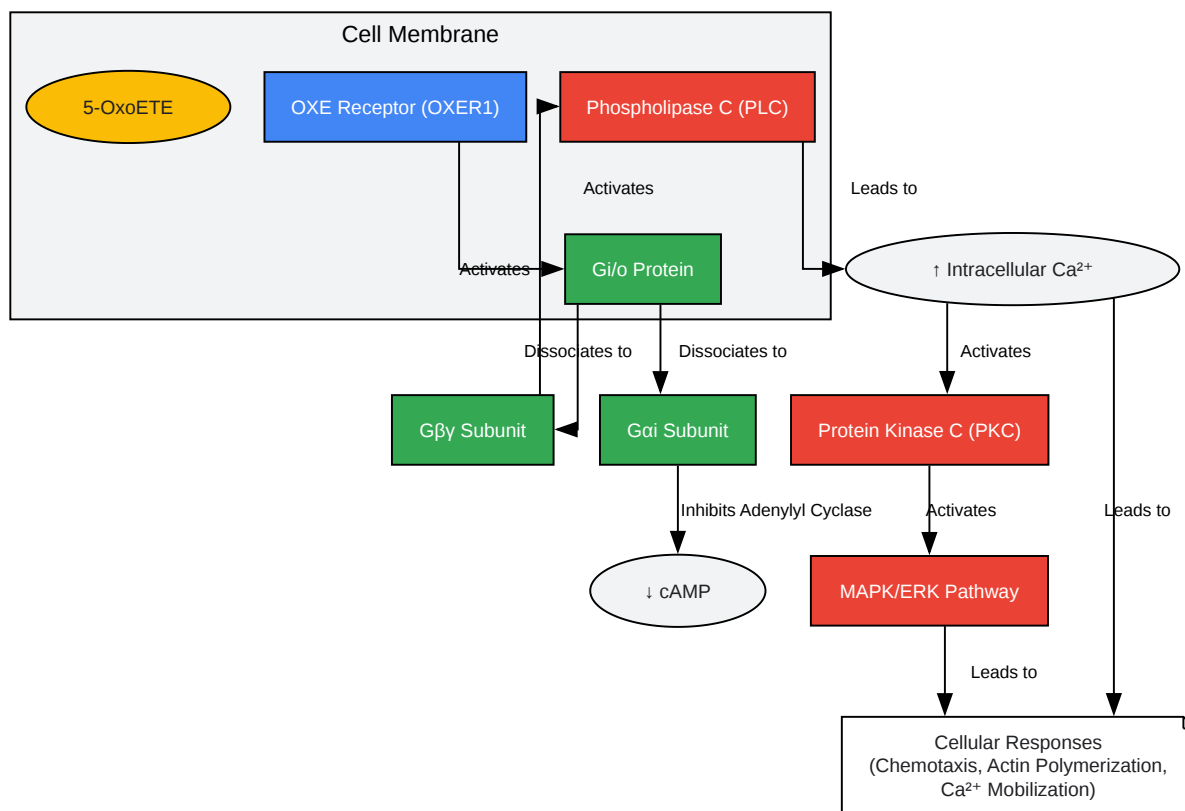 Cell Membrane
5-OxoETE
OXE Receptor (OXER1)
Phospholipase C (PLC)
Activates
Leads to
Activates
Gi/o Protein
↑ Intracellular Ca²⁺
Dissociates to
Dissociates to
Activates
Gβγ Subunit
Gαi Subunit
Protein Kinase C (PKC)
Inhibits Adenylyl Cyclase
Activates
Leads to
↓ cAMP
MAPK/ERK Pathway
Leads to
Cellular Responses
(Chemotaxis, Actin Polymerization,
Ca²⁺ Mobilization)